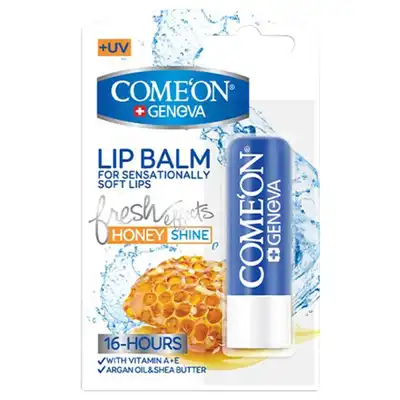 +UV
COME'ON®
GENEVA
LIP BALM
FOR SENSATIONALLY
SOFT LIPS
fresh effects
HONEY SHINE
16-HOURS
✓WITH VITAMIN A+E
✓ARGAN OIL&SHEA BUTTER
COME'ON®
GENEVA